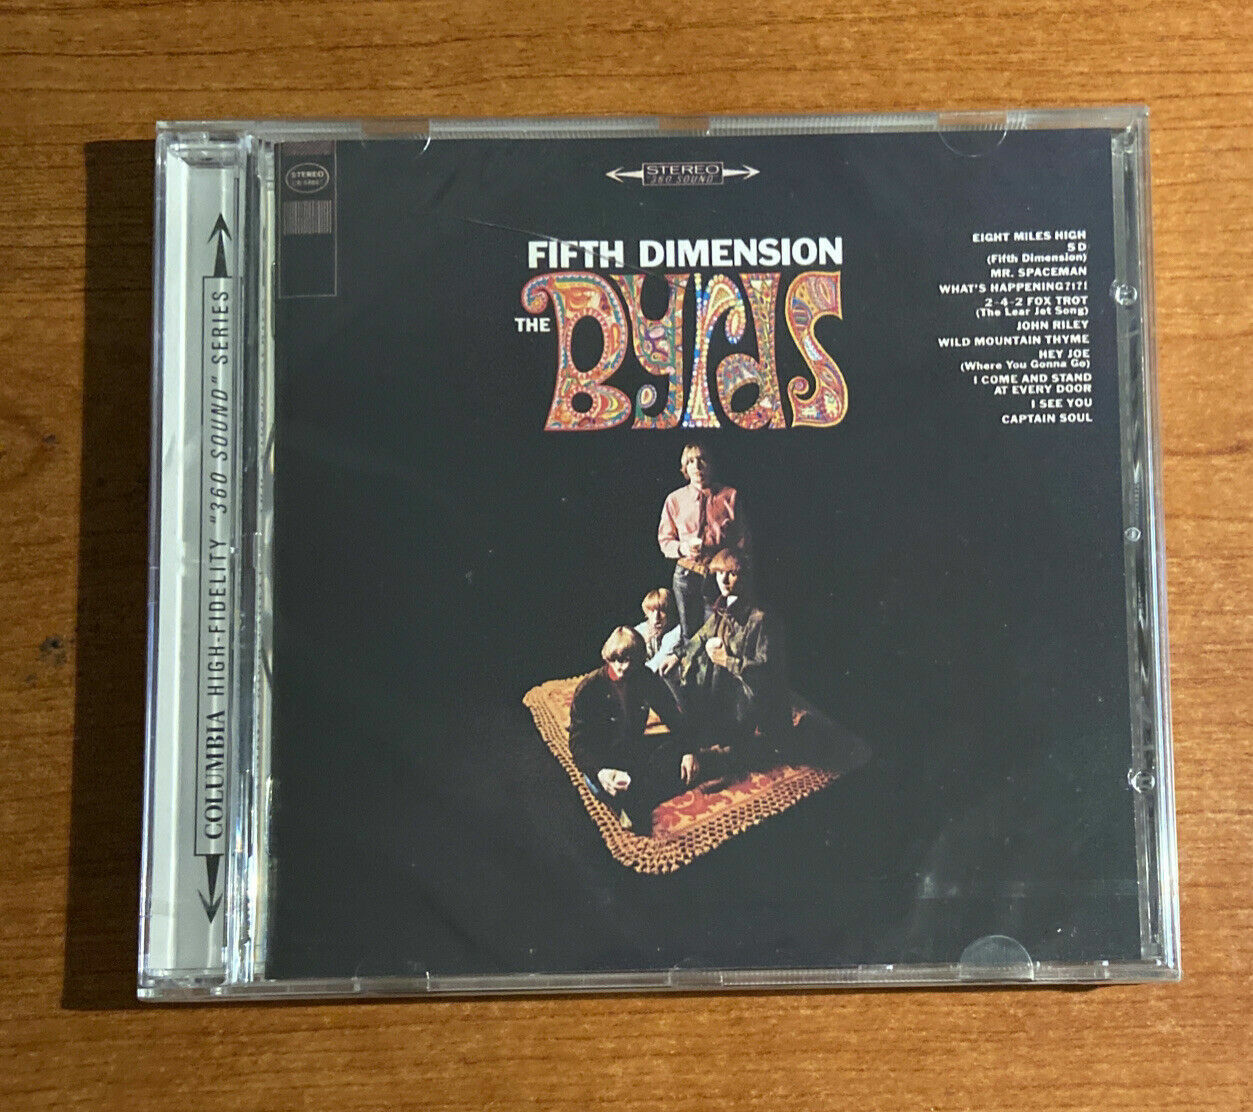 STEREO
STEREO
360 SOUND
FIFTH DIMENSION
THE BYRDS
EIGHT MILES HIGH
5 D
(Fifth Dimension)
MR. SPACEMAN
WHAT'S HAPPENING?!?!
2-4-2 FOX TROT
(The Lear Jet Song)
JOHN RILEY
WILD MOUNTAIN THYME
HEY JOE
(Where You Gonna Go)
I COME AND STAND
AT EVERY DOOR
I SEE YOU
CAPTAIN SOUL
COLUMBIA HIGH-FIDELITY "360 SOUND" SERIES